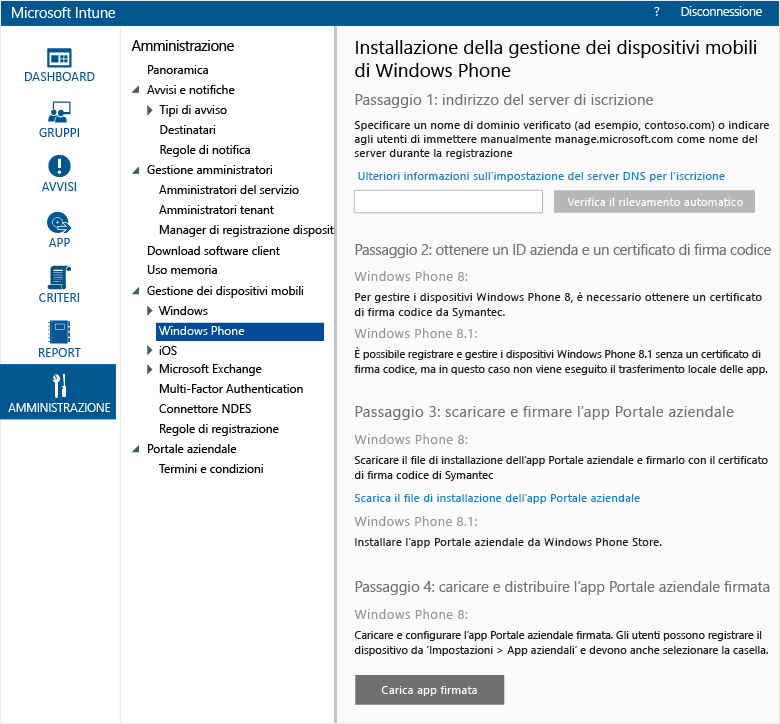 Microsoft Intune
? Disconnessione
DASHBOARD
GRUPPI
AVVISI
APP
CRITERI
REPORT
AMMINISTRAZIONE
Amministrazione
Panoramica
Avvisi e notifiche
Tipi di avviso
Destinatari
Regole di notifica
Gestione amministratori
Amministratori del servizio
Amministratori tenant
Manager di registrazione disposit
Download software client
Uso memoria
Gestione dei dispositivi mobili
Windows
Windows Phone
iOS
Microsoft Exchange
Multi-Factor Authentication
Connettore NDES
Regole di registrazione
Portale aziendale
Termini e condizioni
Installazione della gestione dei dispositivi mobili
di Windows Phone
Passaggio 1: indirizzo del server di iscrizione
Specificare un nome di dominio verificato (ad esempio, contoso.com) o indicare
agli utenti di immettere manualmente manage.microsoft.com come nome del
server durante la registrazione
Ulteriori informazioni sull'impostazione del server DNS per l'iscrizione
Verifica il rilevamento automatico
Passaggio 2: ottenere un ID azienda e un certificato di firma codice
Windows Phone 8:
Per gestire i dispositivi Windows Phone 8, è necessario ottenere un certificato
di firma codice da Symantec.
Windows Phone 8.1:
È possibile registrare e gestire i dispositivi Windows Phone 8.1 senza un certificato di
firma codice, ma in questo caso non viene eseguito il trasferimento locale delle app.
Passaggio 3: scaricare e firmare l'app Portale aziendale
Windows Phone 8:
Scaricare il file di installazione dell'app Portale aziendale e firmarlo con il certificato
di firma codice di Symantec
Scarica il file di installazione dell'app Portale aziendale
Windows Phone 8.1:
Installare l'app Portale aziendale da Windows Phone Store.
Passaggio 4: caricare e distribuire l'app Portale aziendale firmata
Windows Phone 8:
Caricare e configurare l'app Portale aziendale firmata. Gli utenti possono registrare il
dispositivo da 'Impostazioni > App aziendali' e devono anche selezionare la casella.
Carica app firmata